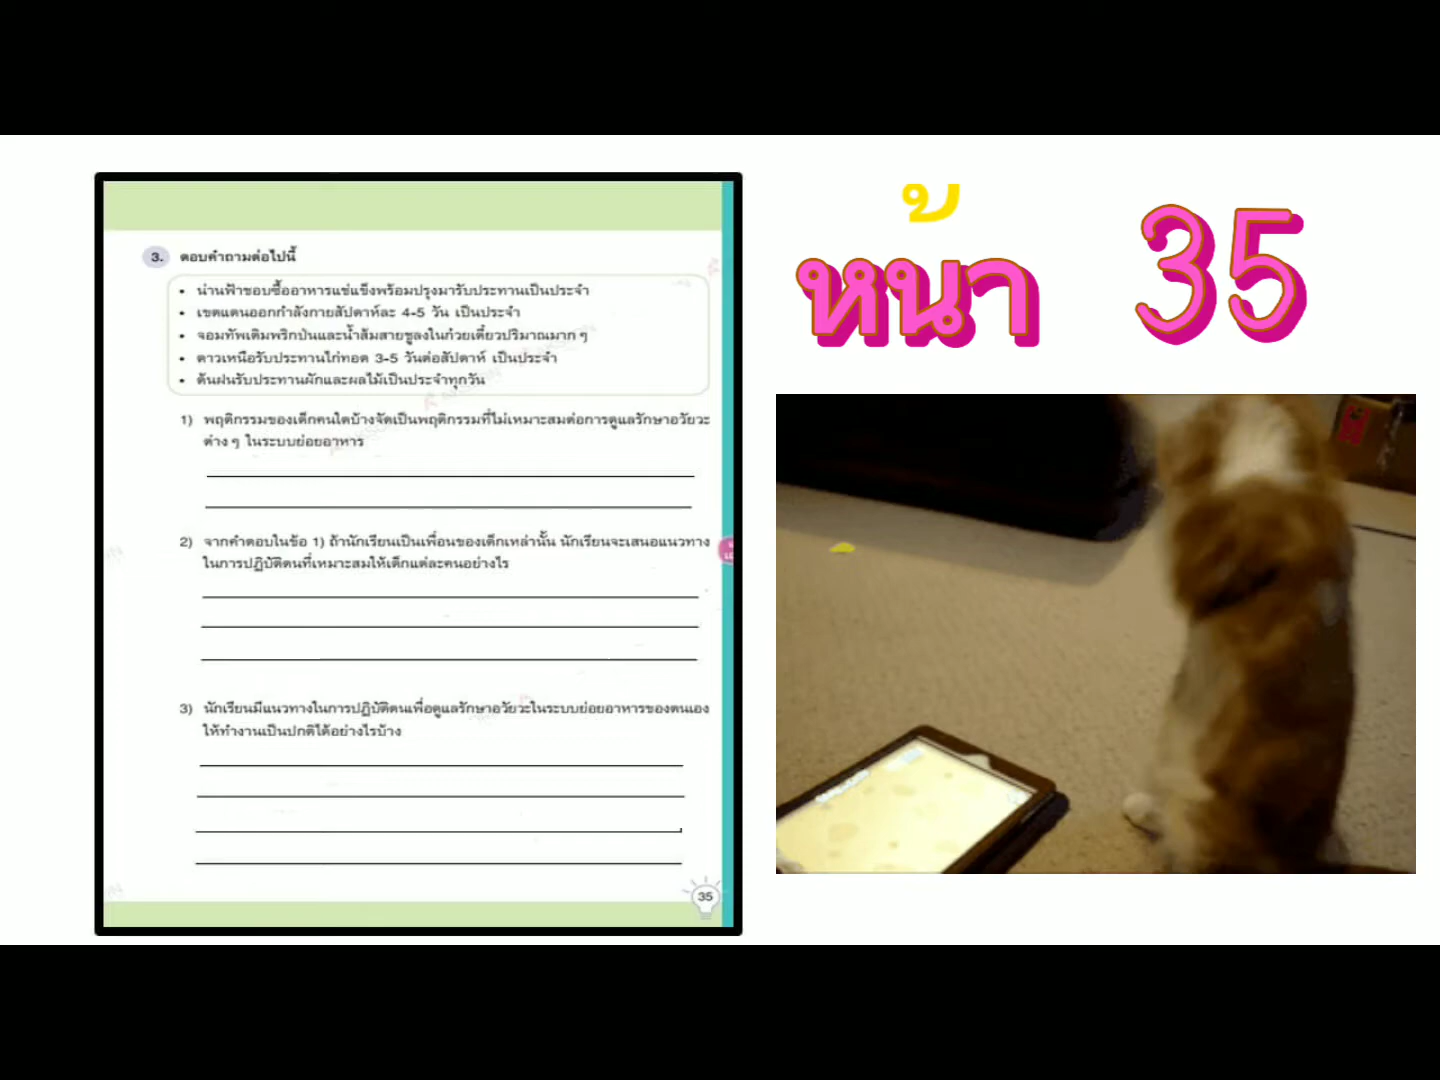 หน้า 35
3. ตอบคำถามต่อไปนี้
• น่านฟ้าชอบซื้ออาหารแช่แข็งพร้อมปรุงมารับประทานเป็นประจำ
• เขตแดนออกกำลังกายสัปดาห์ละ 4-5 วัน เป็นประจำ
• จอมทัพเติมพริกป่นและน้ำส้มสายชูลงในก๋วยเตี๋ยวปริมาณมาก ๆ
• ดาวเหนือรับประทานไก่ทอด 3-5 วันต่อสัปดาห์ เป็นประจำ
• ต้นฝนรับประทานผักและผลไม้เป็นประจำทุกวัน
1) พฤติกรรมของเด็กคนใดบ้างจัดเป็นพฤติกรรมที่ไม่เหมาะสมต่อการดูแลรักษาอวัยวะ
ต่าง ๆ ในระบบย่อยอาหาร
2) จากคำตอบในข้อ 1) ถ้านักเรียนเป็นเพื่อนของเด็กเหล่านั้น นักเรียนจะเสนอแนวทาง
ในการปฏิบัติตนที่เหมาะสมให้เด็กแต่ละคนอย่างไร
3) นักเรียนมีแนวทางในการปฏิบัติตนเพื่อดูแลรักษาอวัยวะในระบบย่อยอาหารของตนเอง
ให้ทำงานเป็นปกติได้อย่างไรบ้าง
35